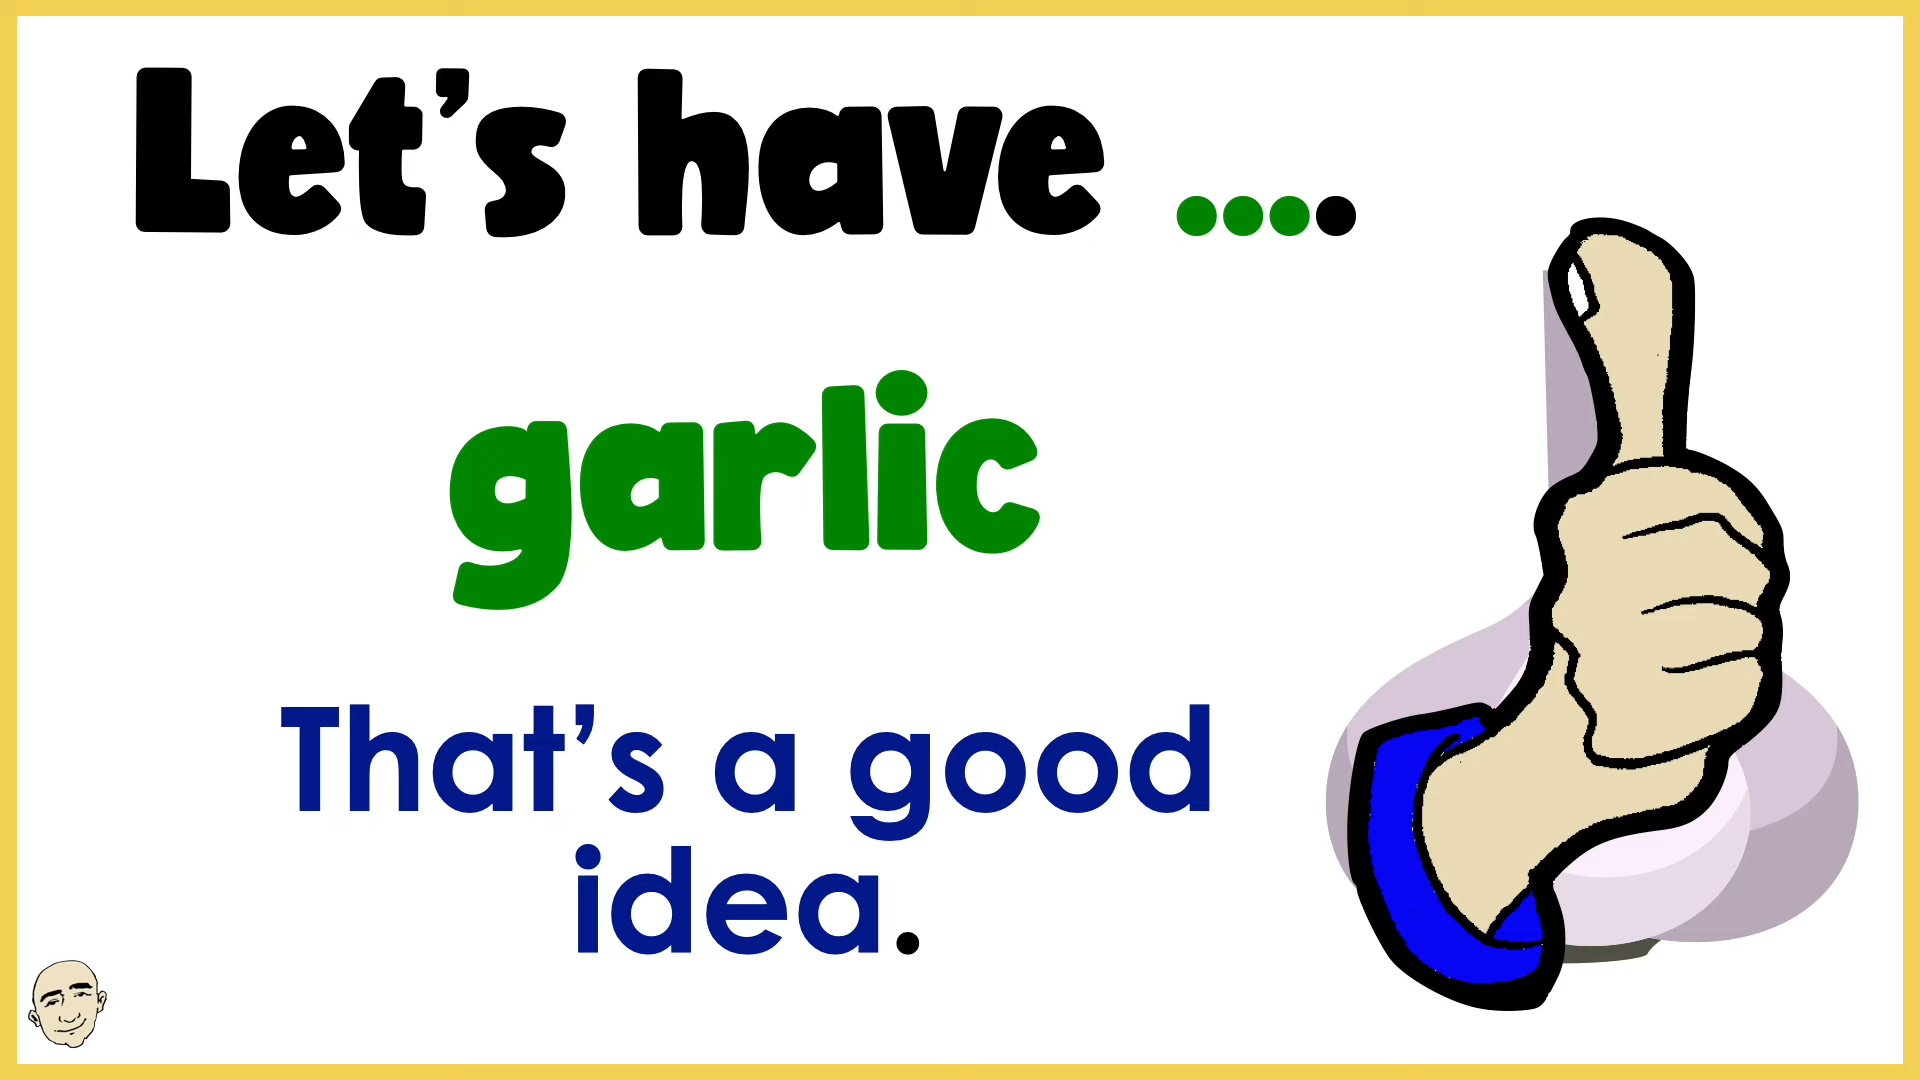 Let’s have ....
garlic
That’s a good
idea.